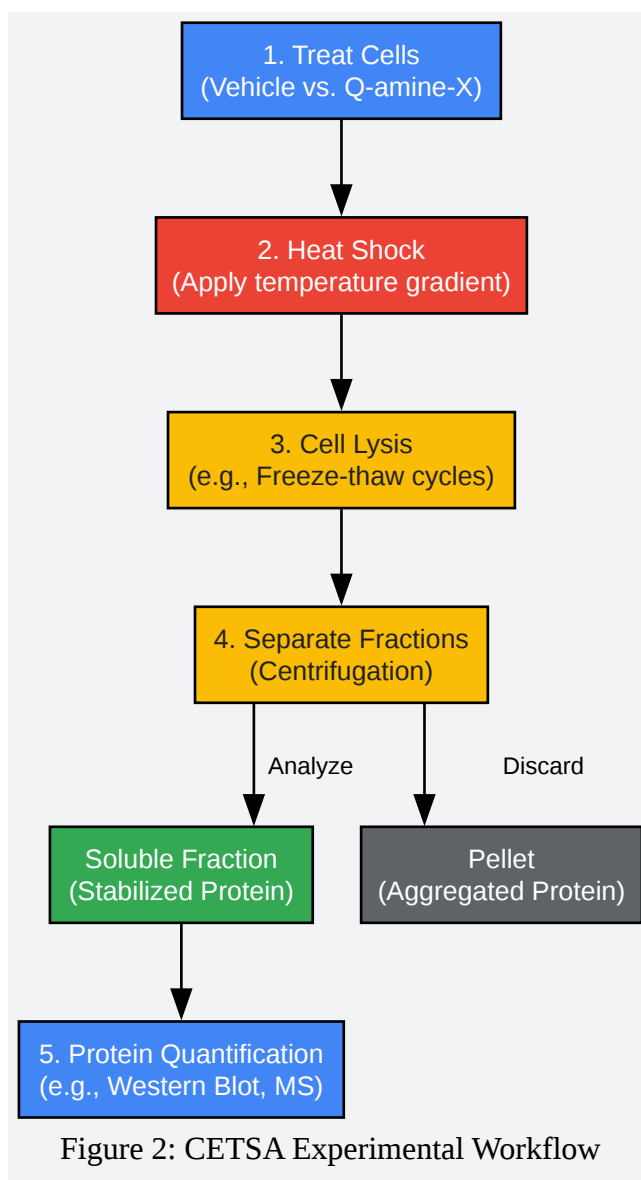 1. Treat Cells
(Vehicle vs. Q-amine-X)
2. Heat Shock
(Apply temperature gradient)
3. Cell Lysis
(e.g., Freeze-thaw cycles)
4. Separate Fractions
(Centrifugation)
Analyze
Discard
Soluble Fraction
(Stabilized Protein)
Pellet
(Aggregated Protein)
5. Protein Quantification
(e.g., Western Blot, MS)
Figure 2: CETSA Experimental Workflow